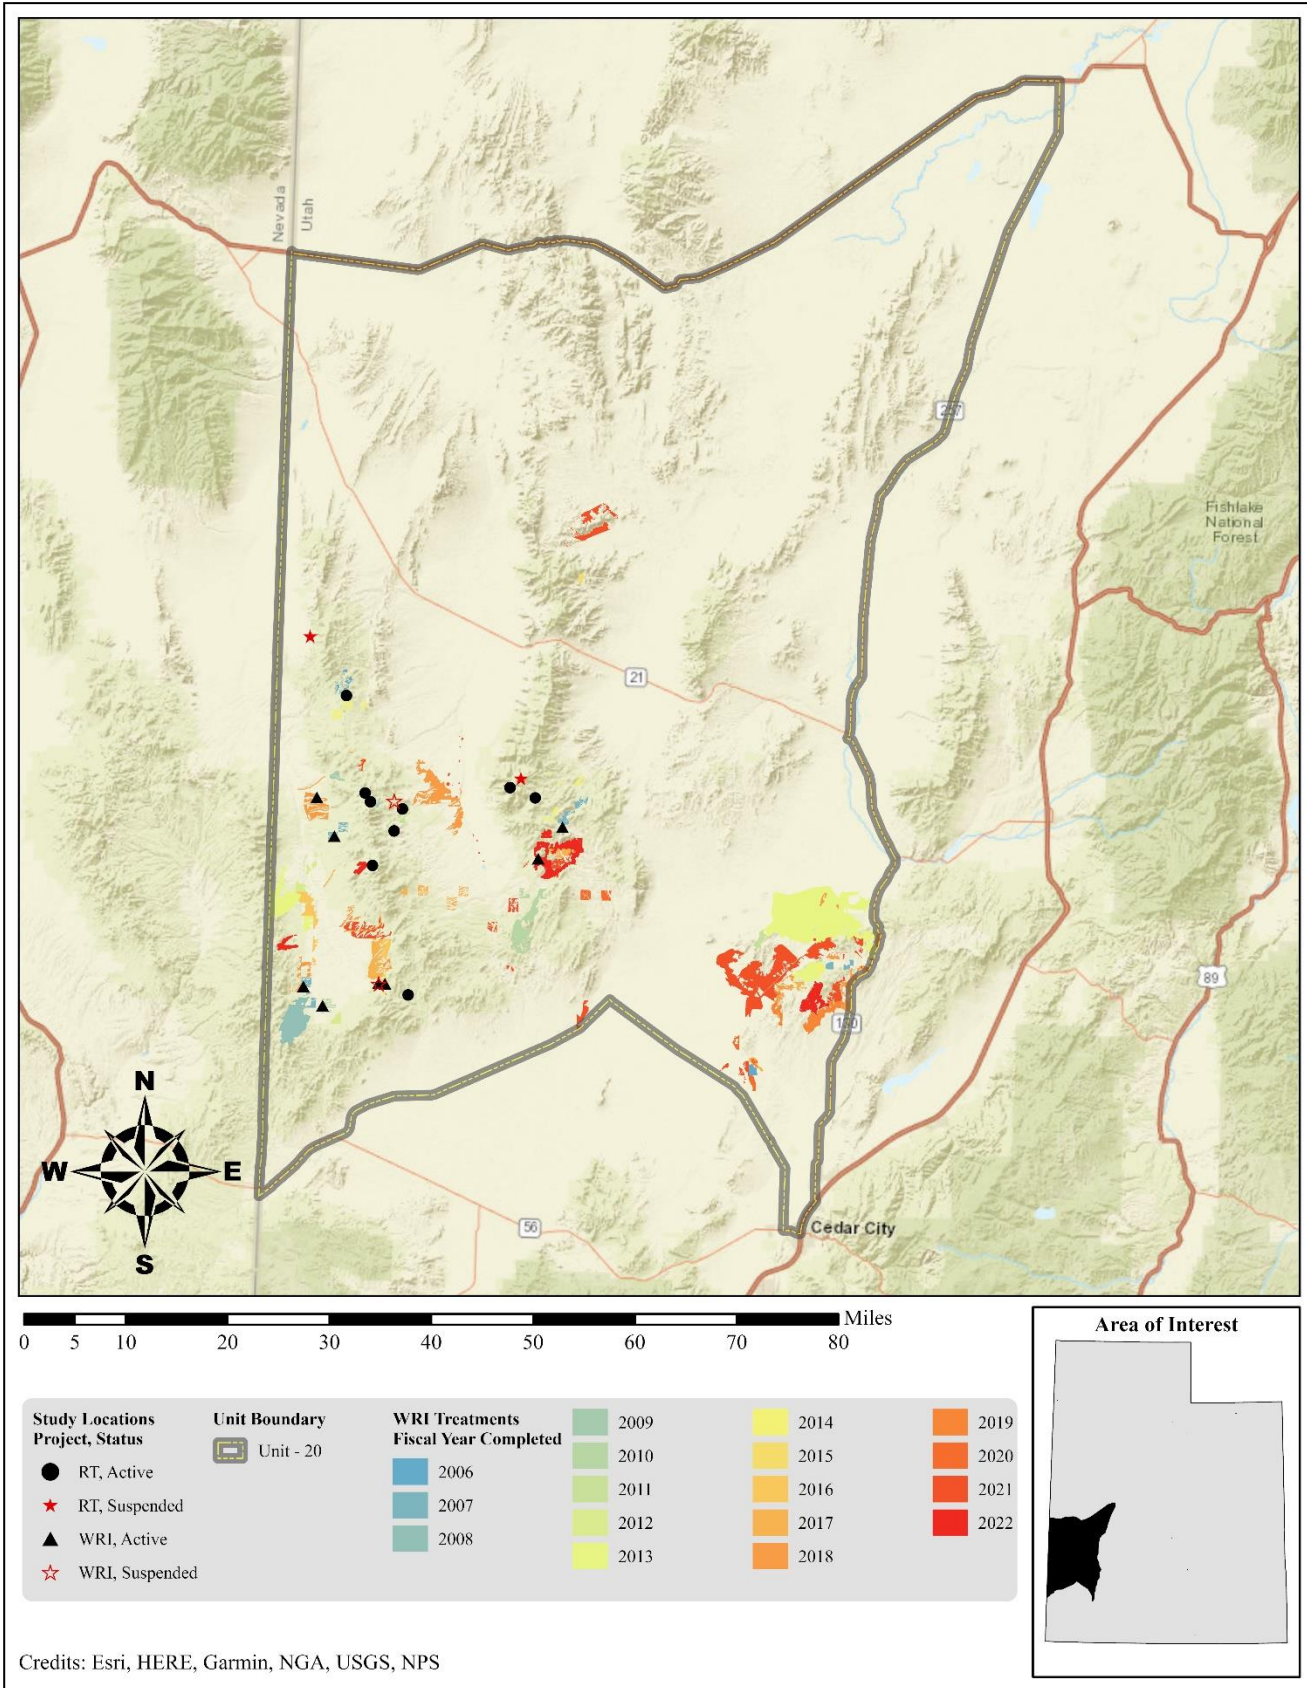 Nevada
Utah
257
Fishlake
National
Forest
21
89
130
N
W E
S
56
Cedar City
Miles
0 5 10 20 30 40 50 60 70 80
Area of Interest
Study Locations
Project, Status
RT, Active
RT, Suspended
WRI, Active
WRI, Suspended
Unit Boundary
Unit - 20
WRI Treatments
Fiscal Year Completed
2006
2007
2008
2009
2010
2011
2012
2013
2014
2015
2016
2017
2018
2019
2020
2021
2022
Credits: Esri, HERE, Garmin, NGA, USGS, NPS